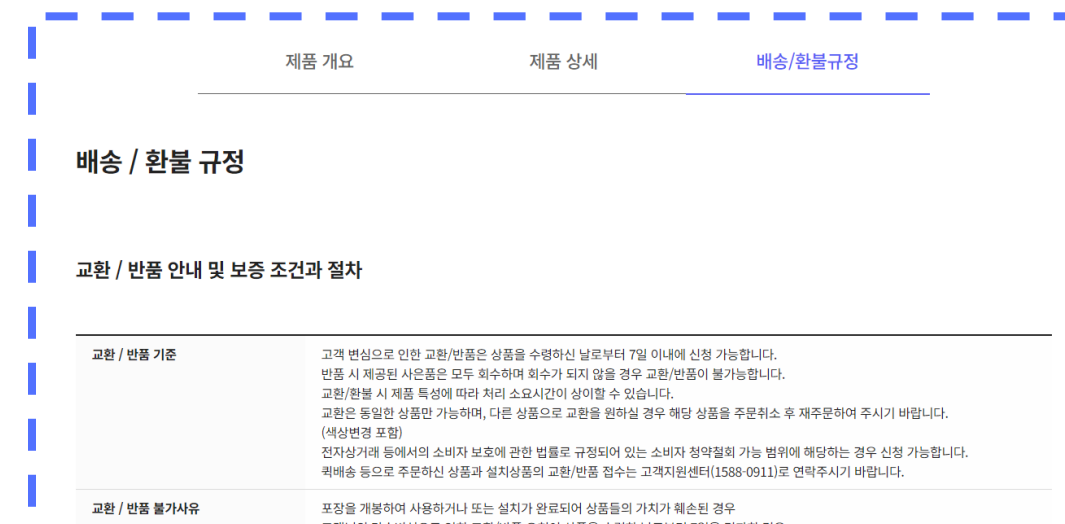 제품 개요
제품 상세
배송/환불규정
배송 / 환불 규정
교환 / 반품 안내 및 보증 조건과 절차
교환 / 반품 기준
고객 변심으로 인한 교환/반품은 상품을 수령하신 날로부터 7일 이내에 신청 가능합니다.
반품 시 제공된 사은품은 모두 회수하며 회수가 되지 않을 경우 교환/반품이 불가능합니다.
교환/환불 시 제품 특성에 따라 처리 소요시간이 상이할 수 있습니다.
교환은 동일한 상품만 가능하며, 다른 상품으로 교환을 원하실 경우 해당 상품을 주문취소 후 재주문하여 주시기 바랍니다.
(색상변경 포함)
전자상거래 등에서의 소비자 보호에 관한 법률로 규정되어 있는 소비자 청약철회 가능 범위에 해당하는 경우 신청 가능합니다.
퀵배송 등으로 주문하신 상품과 설치상품의 교환/반품 접수는 고객지원센터(1588-0911)로 연락주시기 바랍니다.
교환 / 반품 불가사유
포장을 개봉하여 사용하거나 또는 설치가 완료되어 상품들의 가치가 훼손된 경우